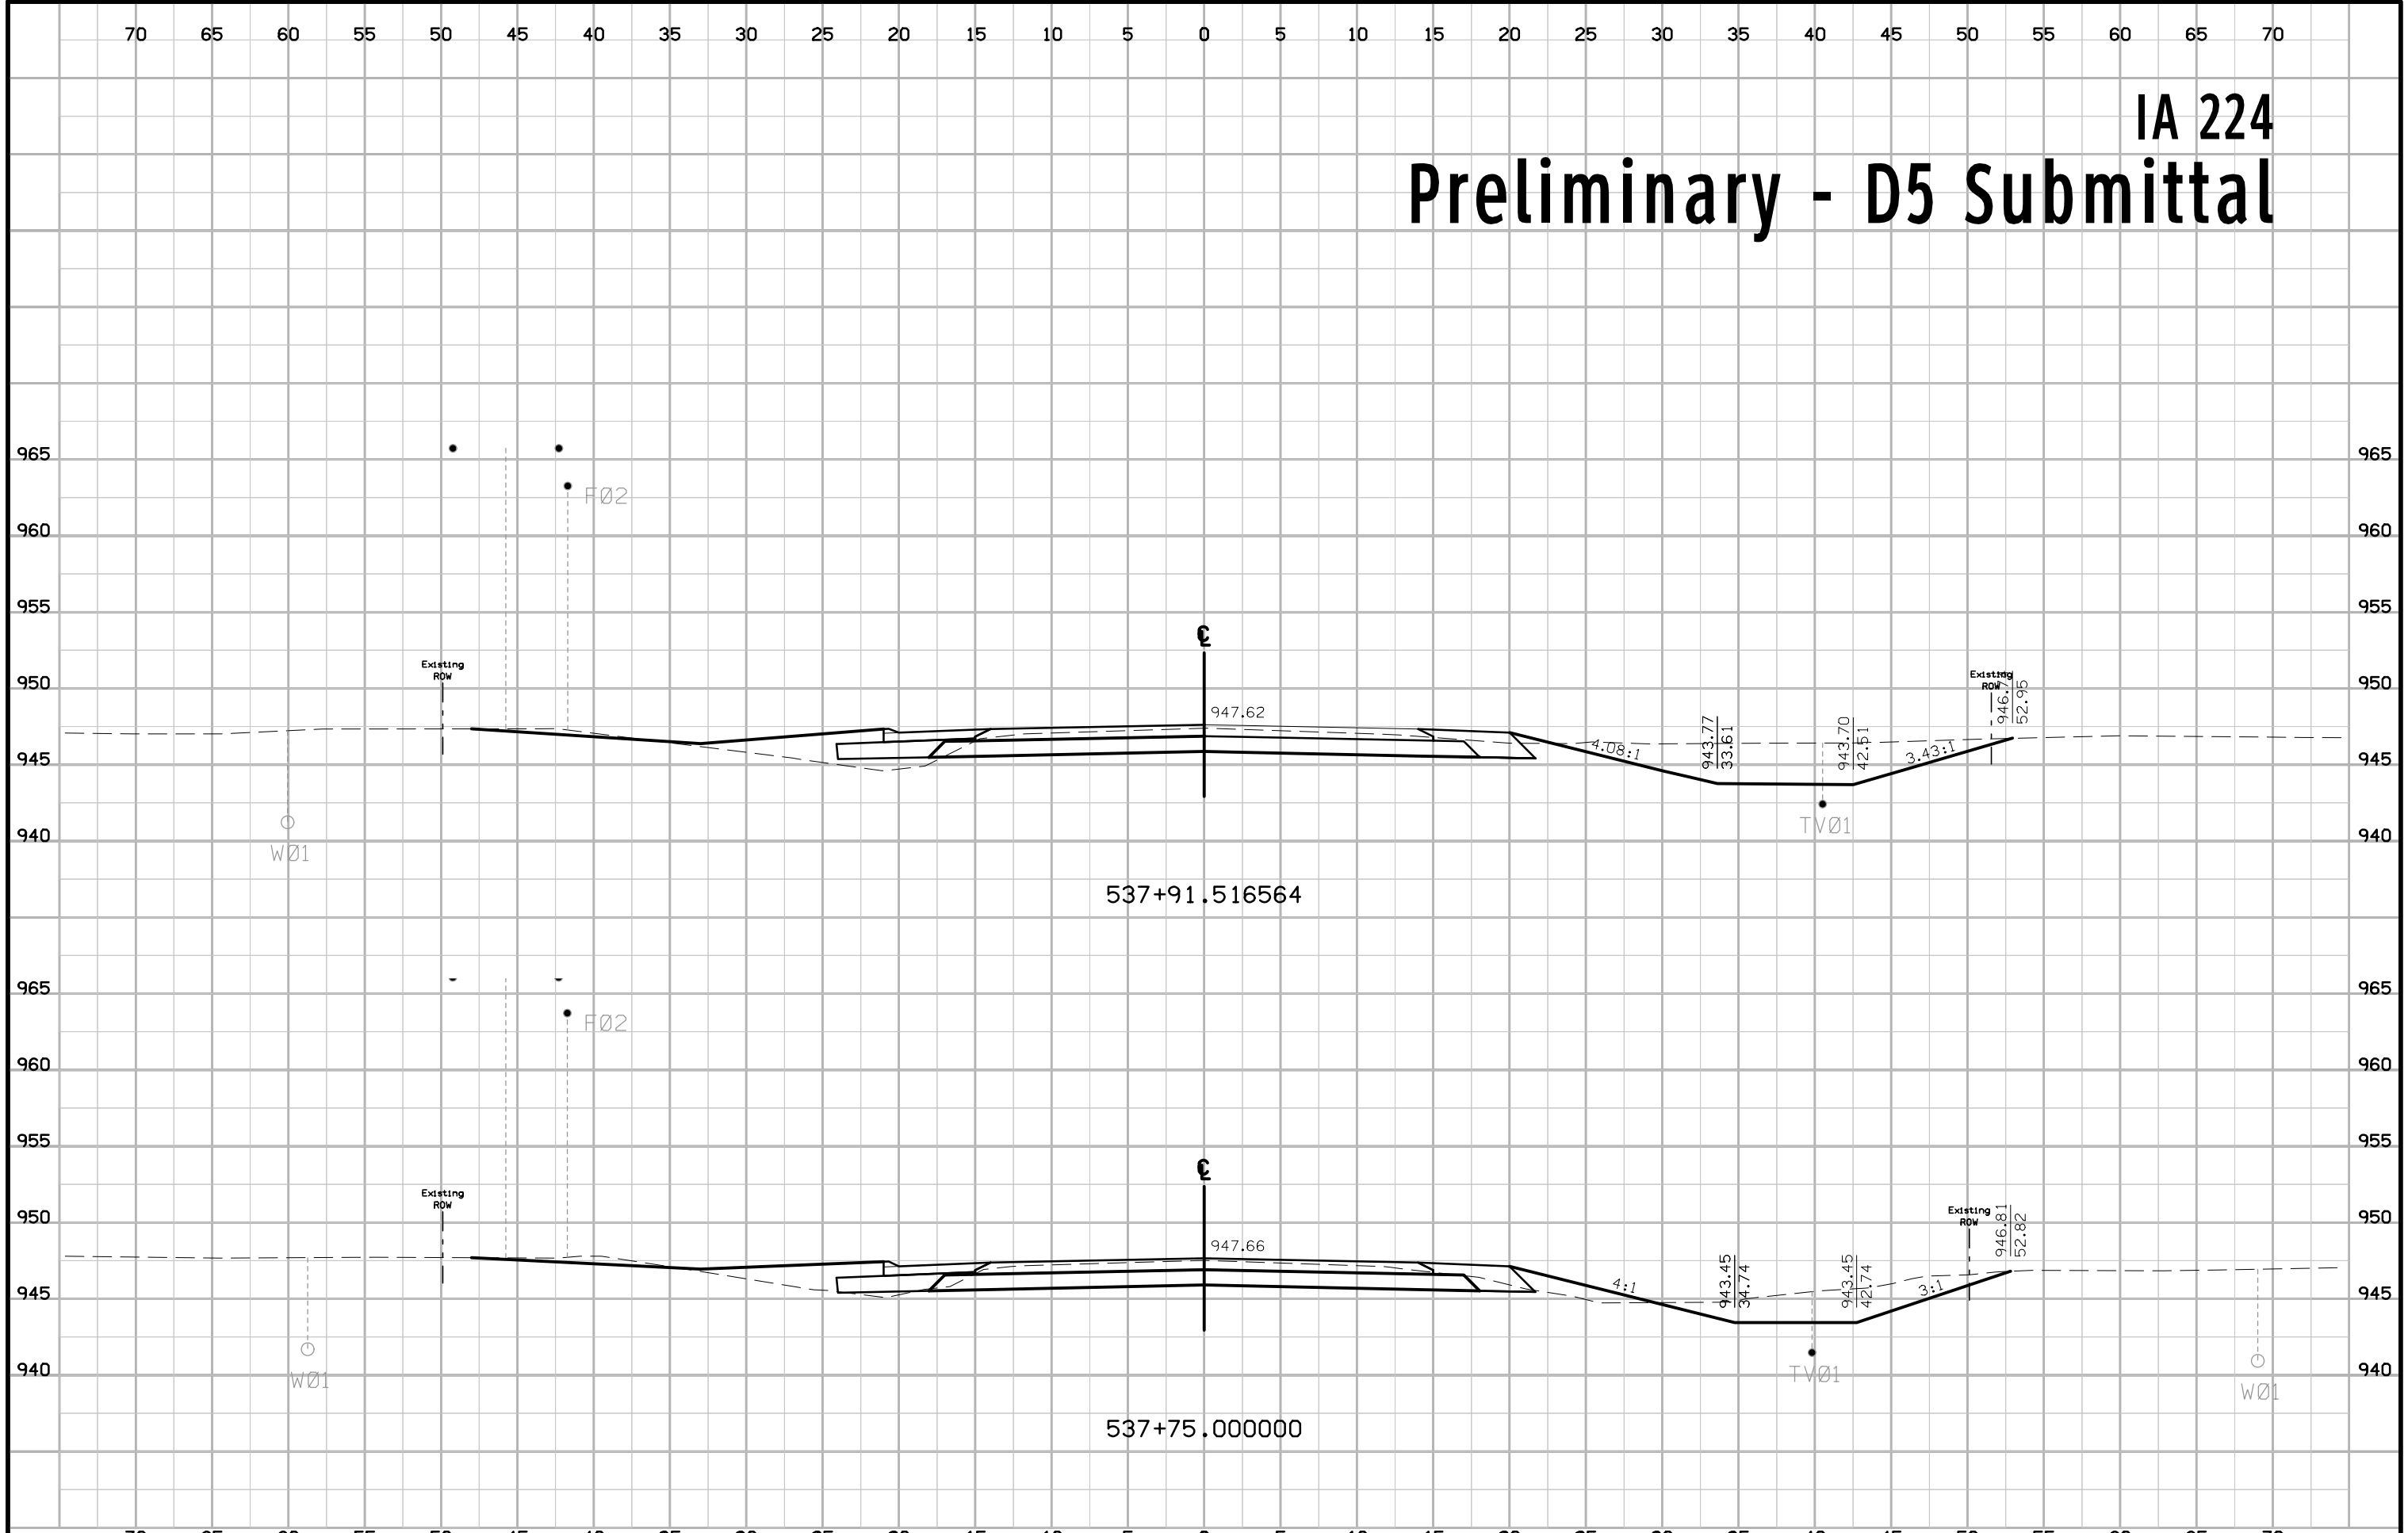 70 65 60 55 50 45 40 35 30 25 20 15 10 5 0 5 10 15 20 25 30 35 40 45 50 55 60 65 70
IA 224
Preliminary - D5 Submittal
965 965
F02
960 960
955 955
℄
Existing
ROW
950 950
Existing
ROW
52.95
947.62
943.77
33.61
943.70
42.51
4.08:1
3.43:1
945 945
TV01
940 940
W01
537+91.516564
965 965
F02
960 960
955 955
℄
Existing
ROW
950 950
Existing
ROW
946.81
52.82
947.66
943.45
34.74
943.45
42.74
4:1
3:1
945 945
940 940
TV01
W01
W01
537+75.000000